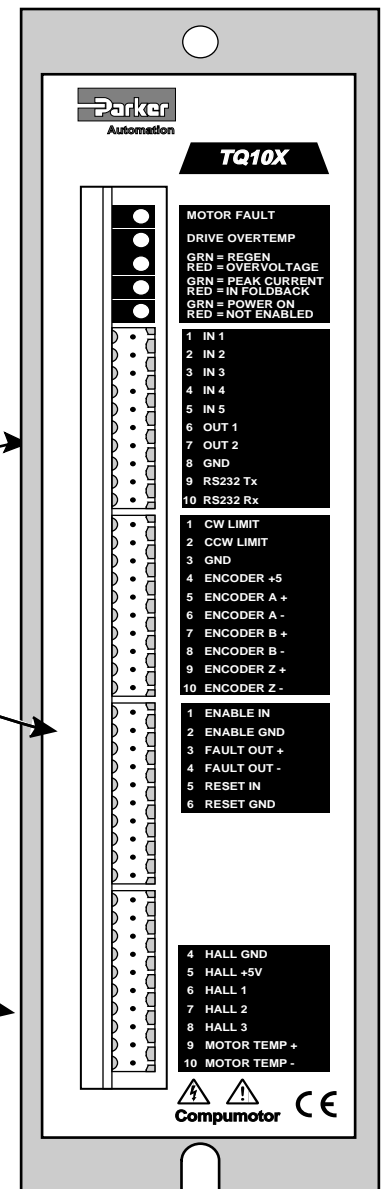 Parker
Automation
TQ10X
MOTOR FAULT
DRIVE OVERTEMP
GRN = REGEN
RED = OVERVOLTAGE
GRN = PEAK CURRENT
RED = IN FOLDBACK
GRN = POWER ON
RED = NOT ENABLED
1 IN 1
2 IN 2
3 IN 3
4 IN 4
5 IN 5
6 OUT 1
7 OUT 2
8 GND
9 RS232 Tx
10 RS232 Rx
1 CW LIMIT
2 CCW LIMIT
3 GND
4 ENCODER +5
5 ENCODER A +
6 ENCODER A -
7 ENCODER B +
8 ENCODER B -
9 ENCODER Z +
10 ENCODER Z -
1 ENABLE IN
2 ENABLE GND
3 FAULT OUT +
4 FAULT OUT -
5 RESET IN
6 RESET GND
4 HALL GND
5 HALL +5V
6 HALL 1
7 HALL 2
8 HALL 3
9 MOTOR TEMP +
10 MOTOR TEMP -
Compumotor CE